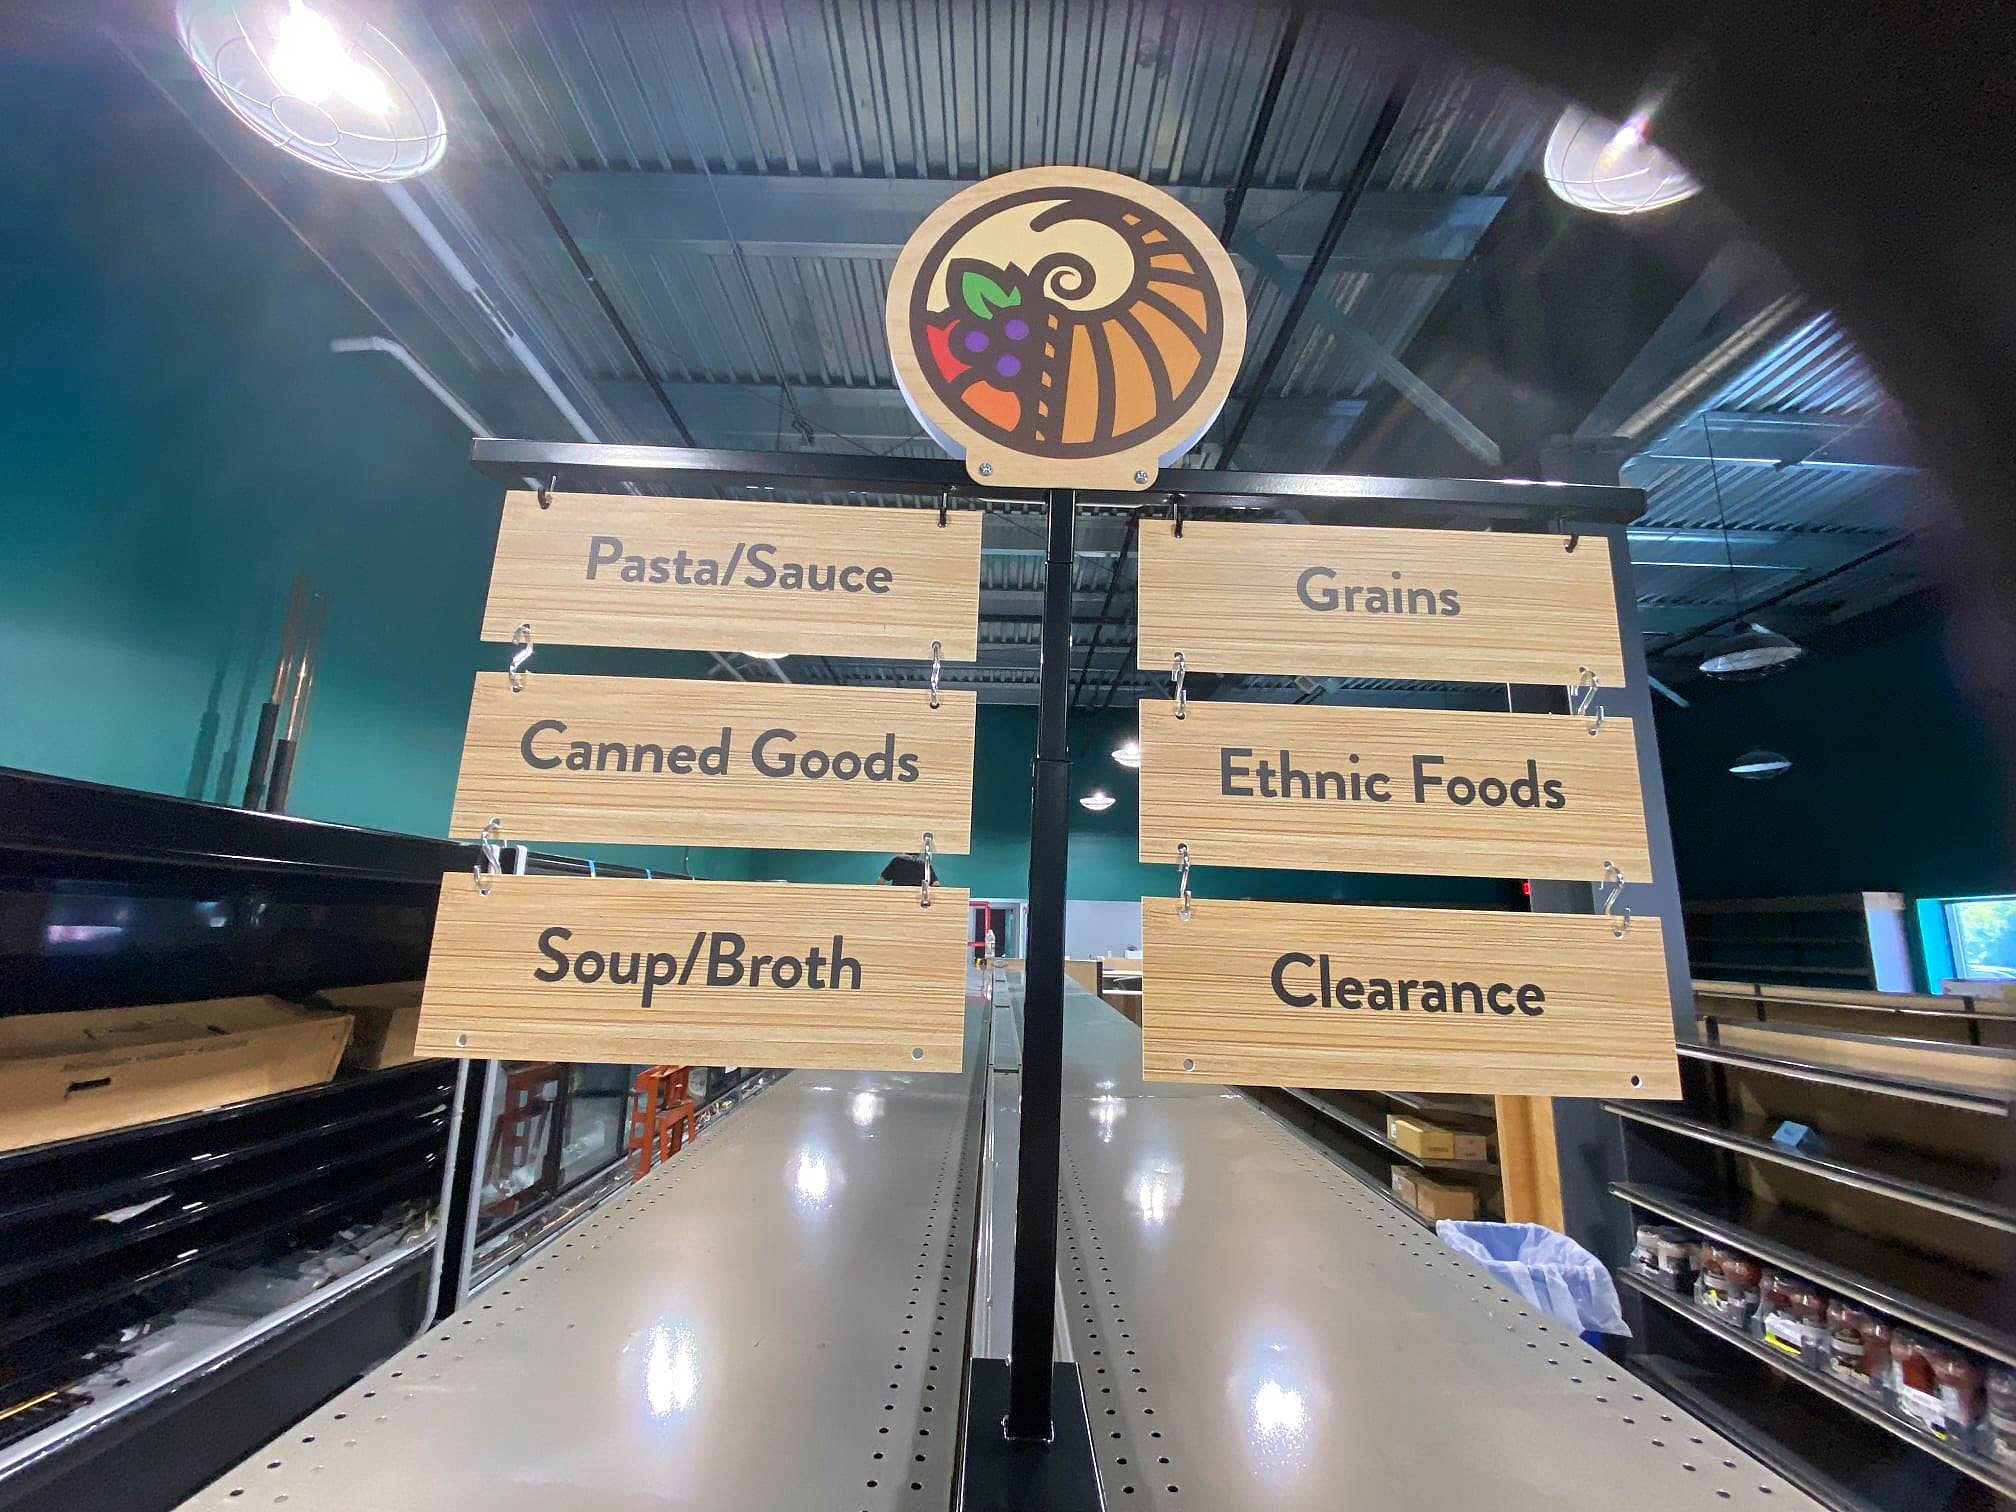 Pasta/Sauce
Canned Goods
Soup/Broth
Grains
Ethnic Foods
Clearance